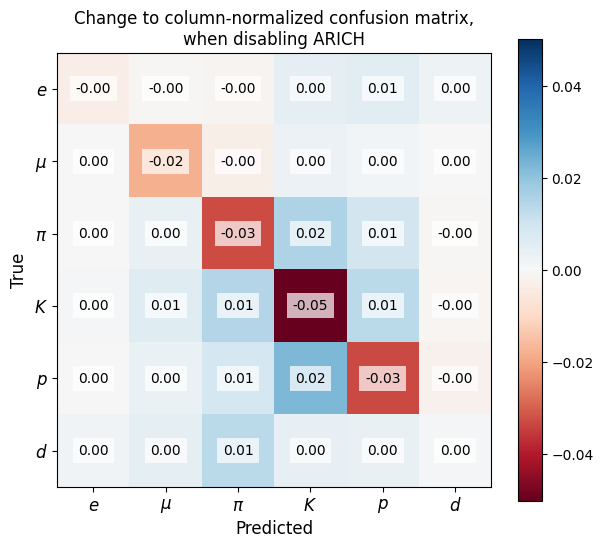 Change to column-normalized confusion matrix,
when disabling ARICH
e -0.00 -0.00 -0.00 0.00 0.01 0.00
μ 0.00 -0.02 -0.00 0.00 0.00 0.00
π 0.00 0.00 -0.03 0.02 0.01 -0.00
K 0.00 0.01 0.01 -0.05 0.01 -0.00
p 0.00 0.00 0.01 0.02 -0.03 -0.00
d 0.00 0.00 0.01 0.00 0.00 0.00
e μ π K p d
Predicted
True
0.04
0.02
0.00
−0.02
−0.04